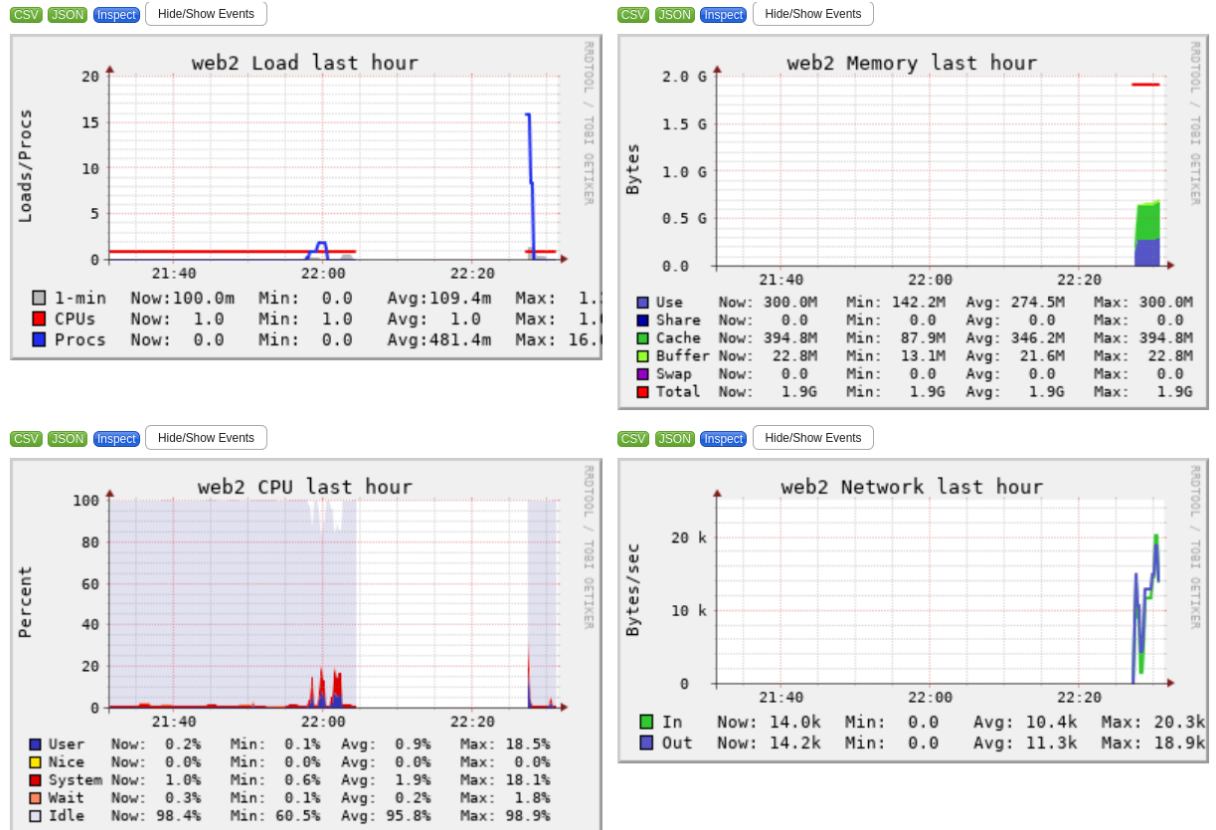 CSV JSON Inspect Hide/Show Events
web2 Load last hour
RRDTOOL / TOBI OETIKER
Loads/Procs
20
15
10
5
0
21:40 22:00 22:20
1-min Now:100.0m Min: 0.0 Avg:109.4m Max: 1.
CPUs Now: 1.0 Min: 1.0 Avg: 1.0 Max: 1.
Procs Now: 0.0 Min: 0.0 Avg:481.4m Max: 16.
CSV JSON Inspect Hide/Show Events
web2 Memory last hour
RRDTOOL / TOBI OETIKER
Bytes
2.0 G
1.5 G
1.0 G
0.5 G
0.0
21:40 22:00 22:20
Use Now: 300.0M Min: 142.2M Avg: 274.5M Max: 300.0M
Share Now: 0.0 Min: 0.0 Avg: 0.0 Max: 0.0
Cache Now: 394.8M Min: 87.9M Avg: 346.2M Max: 394.8M
Buffer Now: 22.8M Min: 13.1M Avg: 21.6M Max: 22.8M
Swap Now: 0.0 Min: 0.0 Avg: 0.0 Max: 0.0
Total Now: 1.9G Min: 1.9G Avg: 1.9G Max: 1.9G
CSV JSON Inspect Hide/Show Events
web2 CPU last hour
RRDTOOL / TOBI OETIKER
Percent
100
80
60
40
20
0
21:40 22:00 22:20
User Now: 0.2% Min: 0.1% Avg: 0.9% Max: 18.5%
Nice Now: 0.0% Min: 0.0% Avg: 0.0% Max: 0.0%
System Now: 1.0% Min: 0.6% Avg: 1.9% Max: 18.1%
Wait Now: 0.3% Min: 0.1% Avg: 0.2% Max: 1.8%
Idle Now: 98.4% Min: 60.5% Avg: 95.8% Max: 98.9%
CSV JSON Inspect Hide/Show Events
web2 Network last hour
RRDTOOL / TOBI OETIKER
Bytes/sec
20 k
10 k
0
21:40 22:00 22:20
In Now: 14.0k Min: 0.0 Avg: 10.4k Max: 20.3k
Out Now: 14.2k Min: 0.0 Avg: 11.3k Max: 18.9k